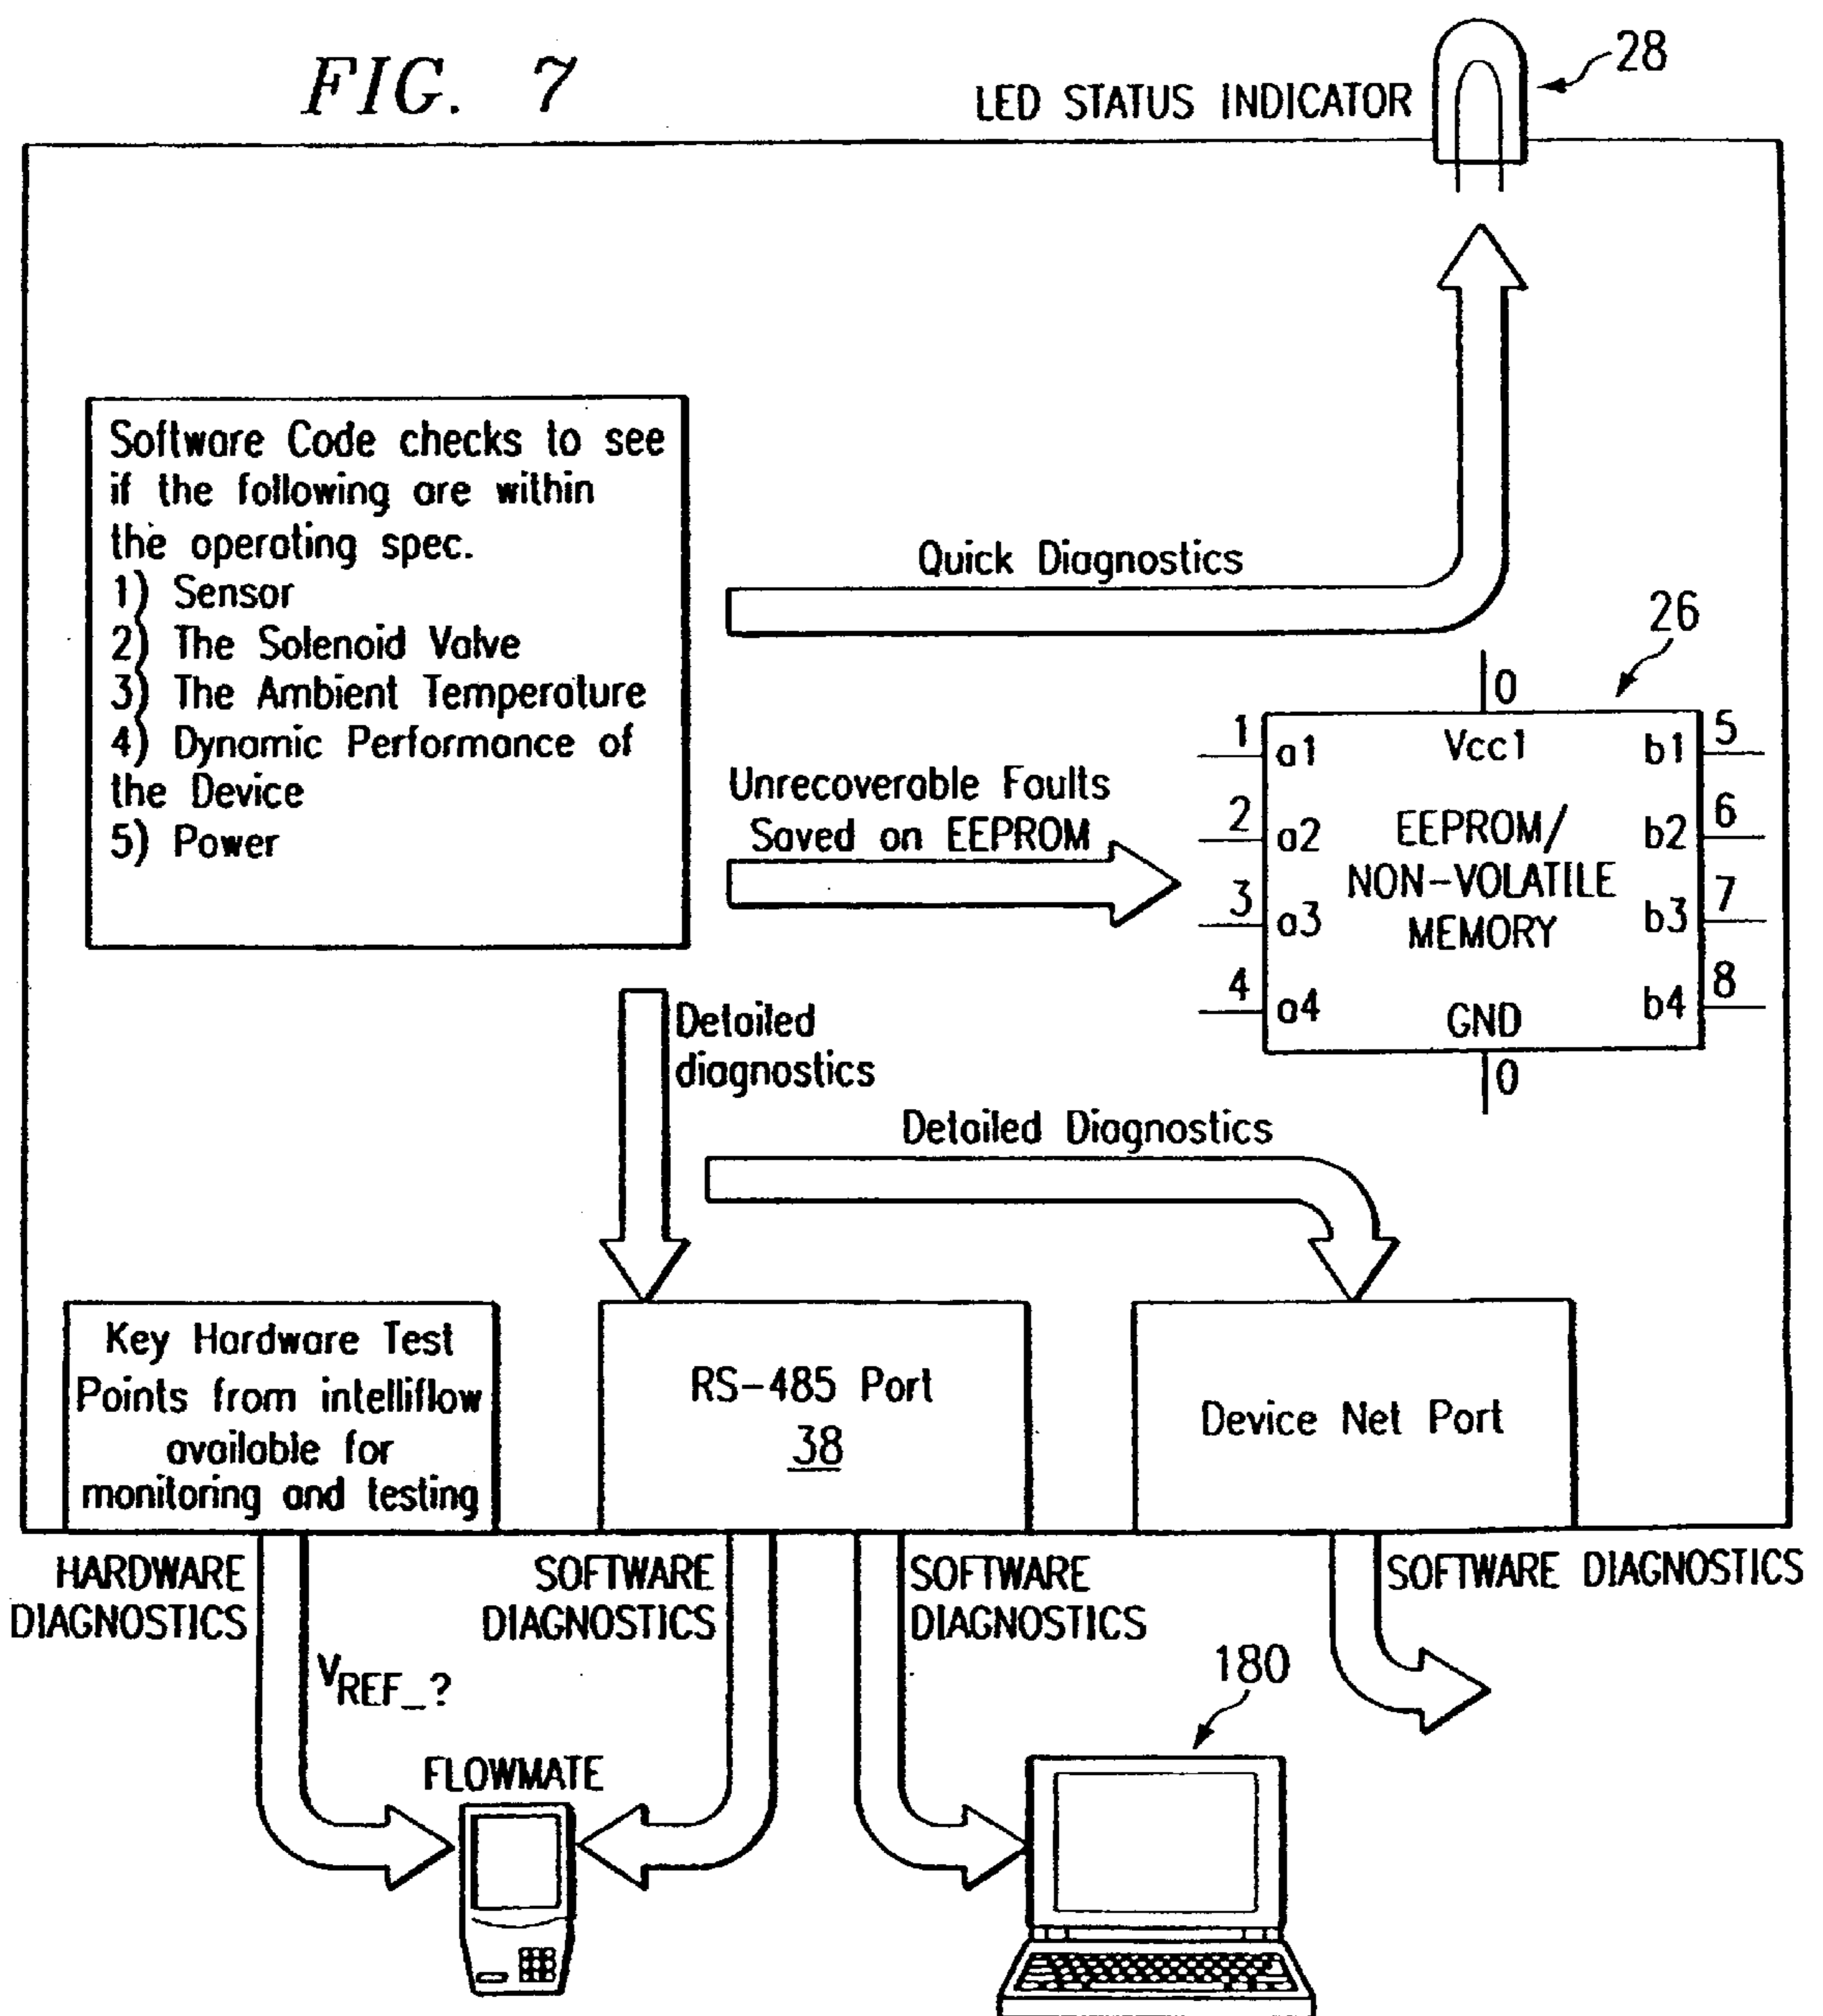 FIG. 7
LED STATUS INDICATOR
28
Software Code checks to see
if the following are within
the operating spec.
1) Sensor
2) The Solenoid Valve
3) The Ambient Temperature
4) Dynamic Performance of
the Device
5) Power
Quick Diagnostics
26
Unrecoverable Faults
Saved on EEPROM
0
1
2
3
4
a1
a2
a3
a4
Vcc1
EEPROM/
NON-VOLATILE
MEMORY
GND
b1
b2
b3
b4
5
6
7
8
0
Detailed
diagnostics
Detailed Diagnostics
Key Hardware Test
Points from intelliflow
available for
monitoring and testing
RS-485 Port
38
Device Net Port
HARDWARE
DIAGNOSTICS
SOFTWARE
DIAGNOSTICS
SOFTWARE
DIAGNOSTICS
SOFTWARE DIAGNOSTICS
VREF_?
180
FLOWMATE